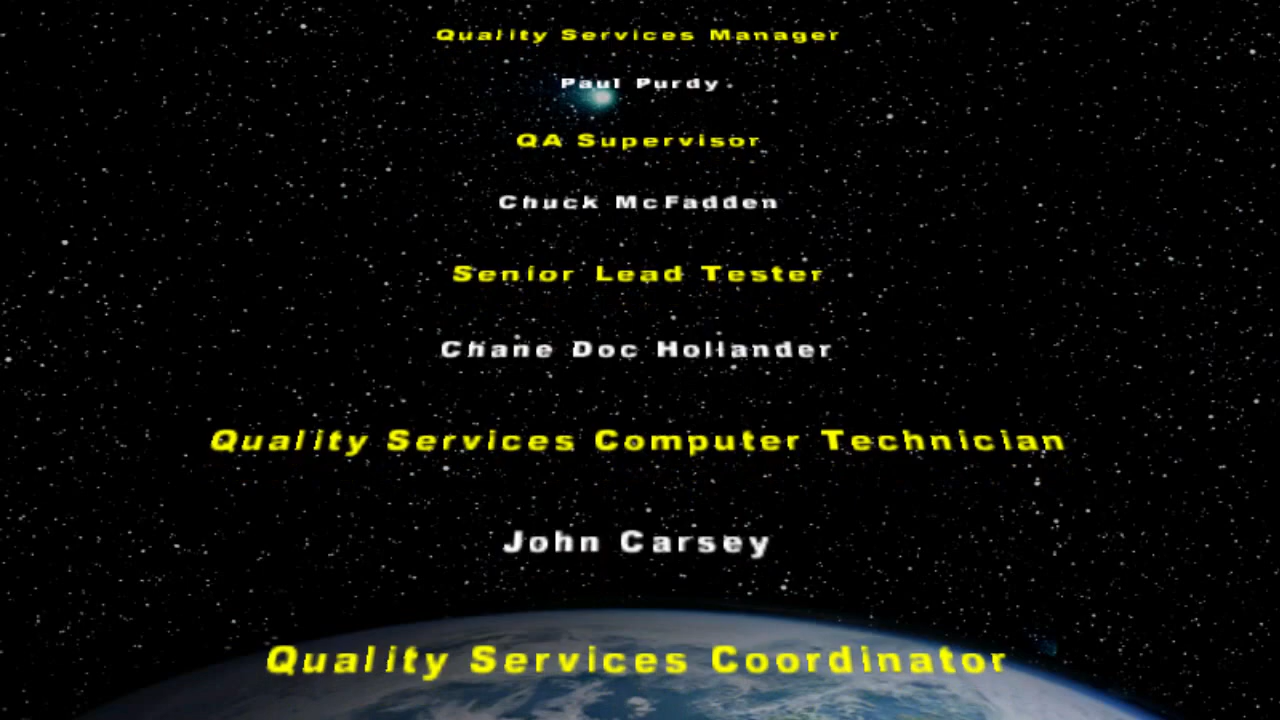 Quality Services Manager
Paul Purdy
QA Supervisor
Chuck McFadden
Senior Lead Tester
Chane Doc Hollander
Quality Services Computer Technician
John Carsey
Quality Services Coordinator